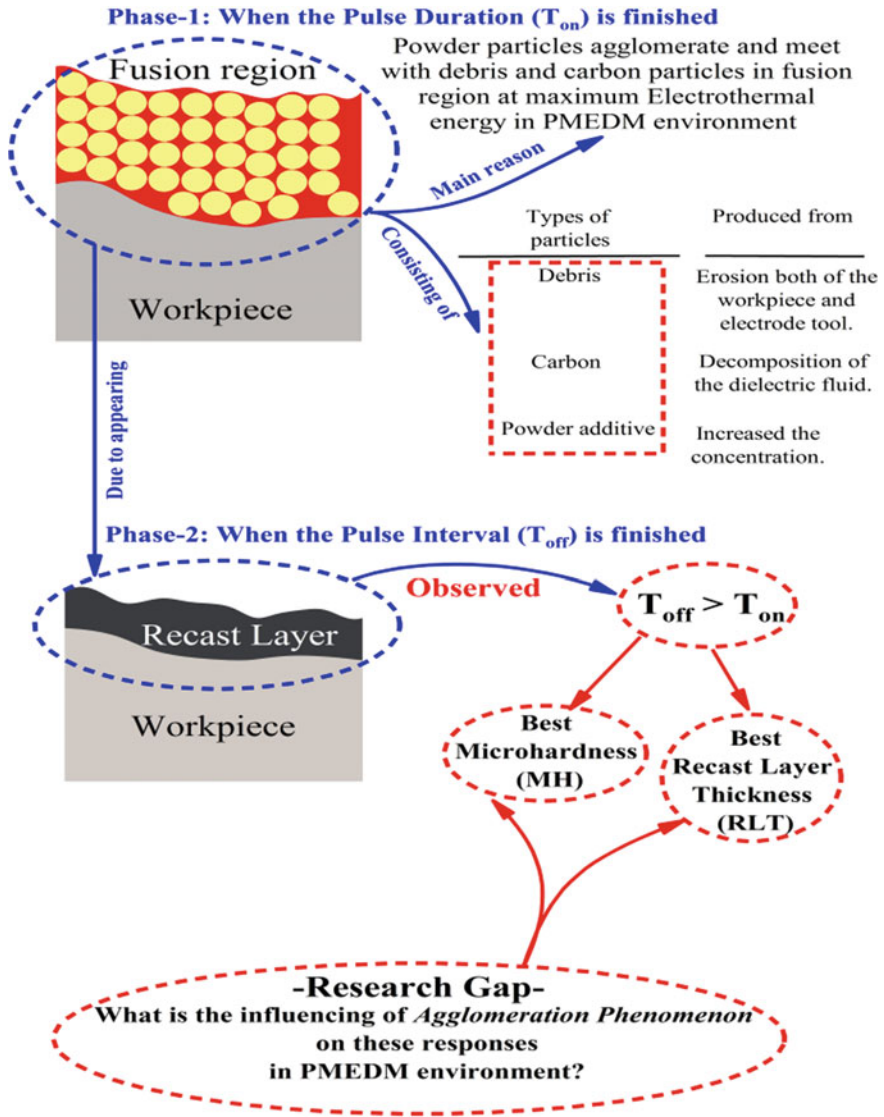 Phase-1: When the Pulse Duration (Ton) is finished
Fusion region
Workpiece
Powder particles agglomerate and meet
with debris and carbon particles in fusion
region at maximum Electrothermal
energy in PMEDM environment
Main reason
Consisting of
Types of
particles
Produced from
Debris
Erosion both of the
workpiece and
electrode tool.
Carbon
Decomposition of
the dielectric fluid.
Powder additive
Increased the
concentration.
Due to appearing
Phase-2: When the Pulse Interval (Toff) is finished
Recast Layer
Workpiece
Observed
Toff > Ton
Best
Microhardness
(MH)
Best
Recast Layer
Thickness
(RLT)
-Research Gap-
What is the influencing of Agglomeration Phenomenon
on these responses
in PMEDM environment?